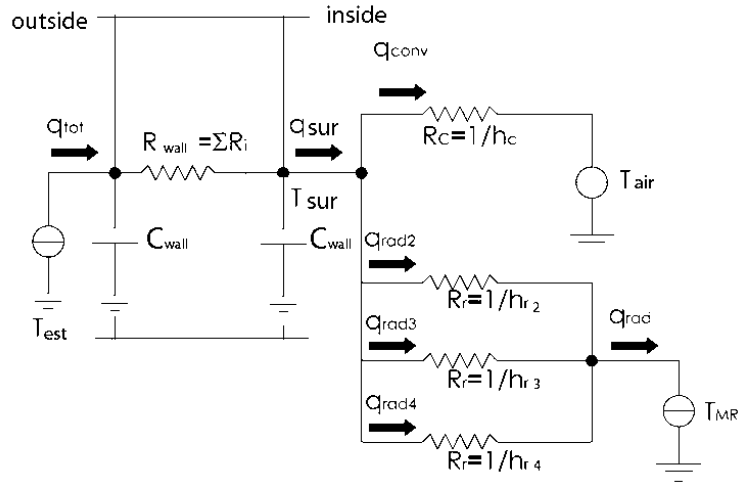 outside
inside
qconv
qtot
R wall =ΣRi
qsur
Rc=1/hc
Tsur
Tair
Cwall
Cwall
qrad2
Rr=1/hr2
Test
qrad3
qrad
Rr=1/hr3
qrad4
TMR
Rr=1/hr4